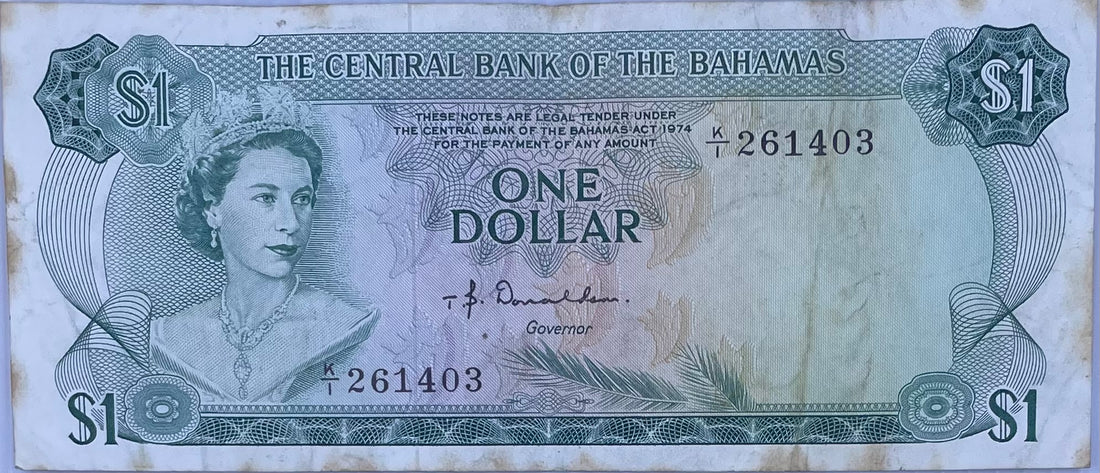 $1 THE CENTRAL BANK OF THE BAHAMAS $1
THESE NOTES ARE LEGAL TENDER UNDER
THE CENTRAL BANK OF THE BAHAMAS ACT 1974
FOR THE PAYMENT OF ANY AMOUNT
K/1 261403
ONE
DOLLAR
T B. Donaldson.
Governor
K/1 261403
$1 $1